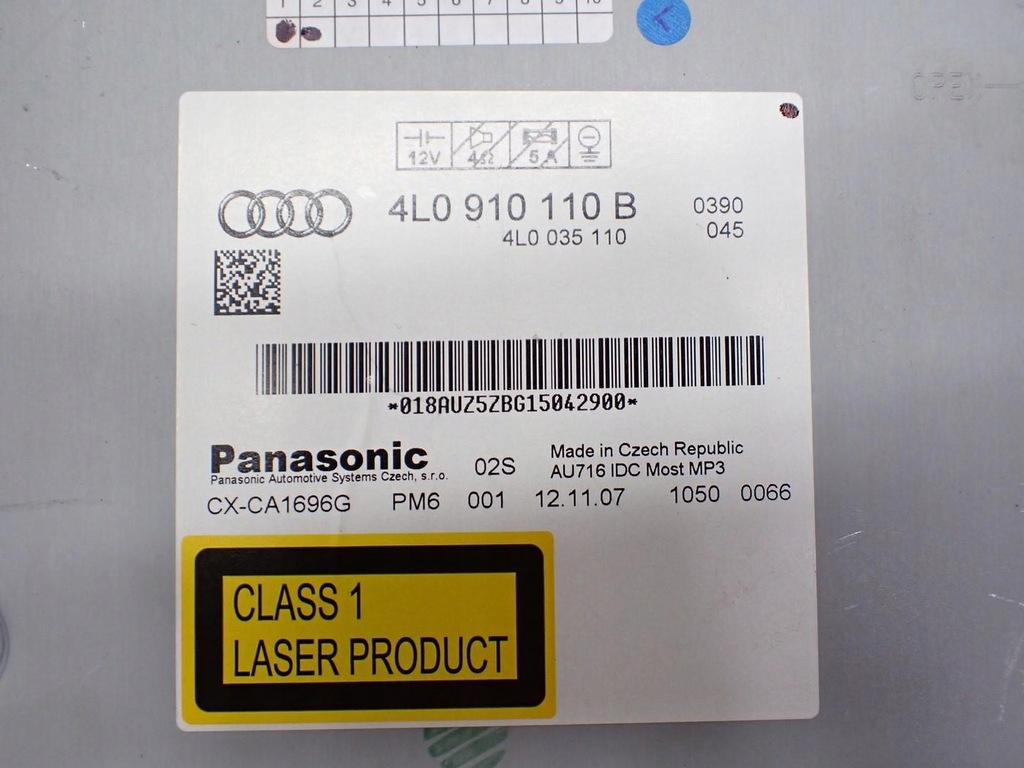 1 2 3 4 5 6 7 8 9 10
12V 4Ω 5 A
4L0 910 110 B 0390
4L0 035 110 045
*018AUZ5ZBG15042900*
Panasonic 02S Made in Czech Republic
Panasonic Automotive Systems Czech, s.r.o. AU716 IDC Most MP3
CX-CA1696G PM6 001 12.11.07 1050 0066
CLASS 1
LASER PRODUCT